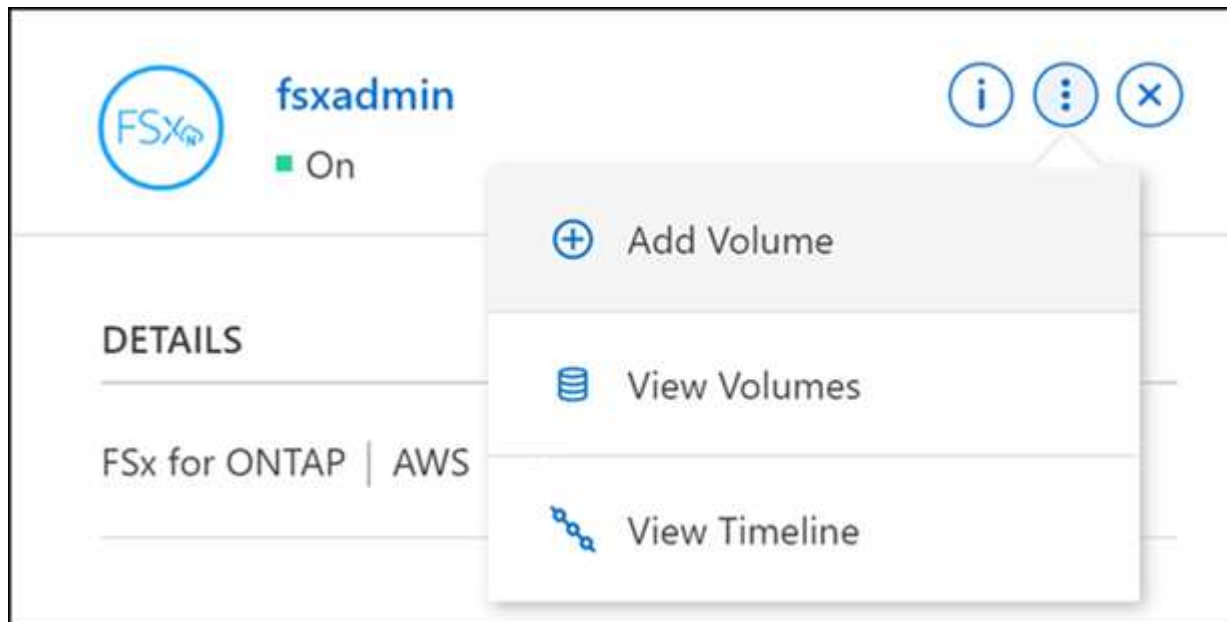 FSx
fsxadmin
On
Add Volume
DETAILS
View Volumes
FSx for ONTAP | AWS
View Timeline